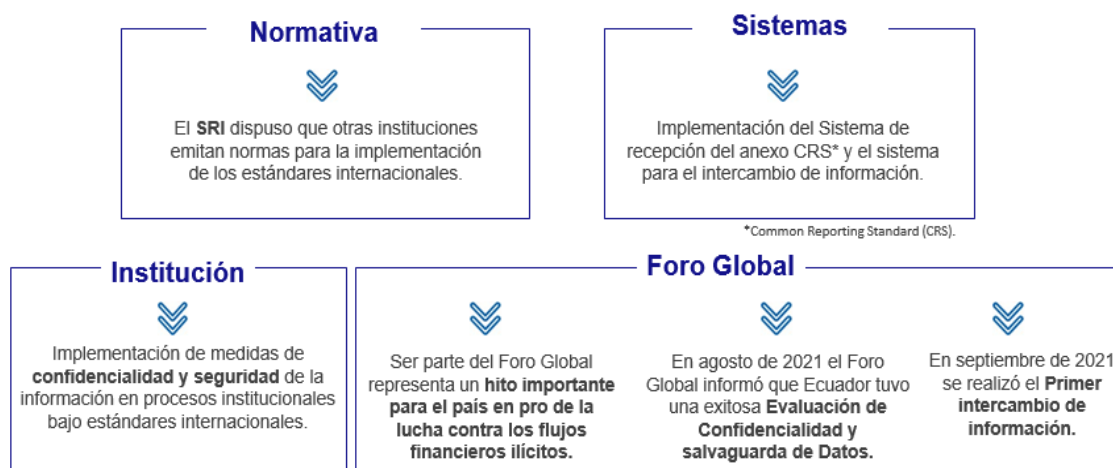 Normativa
El SRI dispuso que otras instituciones
emitan normas para la implementación
de los estándares internacionales.
Sistemas
Implementación del Sistema de
recepción del anexo CRS* y el sistema
para el intercambio de información.
*Common Reporting Standard (CRS).
Institución
Implementación de medidas de
confidencialidad y seguridad de la
información en procesos institucionales
bajo estándares internacionales.
Foro Global
Ser parte del Foro Global
representa un hito importante
para el país en pro de la
lucha contra los flujos
financieros ilícitos.
En agosto de 2021 el Foro
Global informó que Ecuador tuvo
una exitosa Evaluación de
Confidencialidad y
salvaguarda de Datos.
En septiembre de 2021
se realizó el Primer
intercambio de
información.